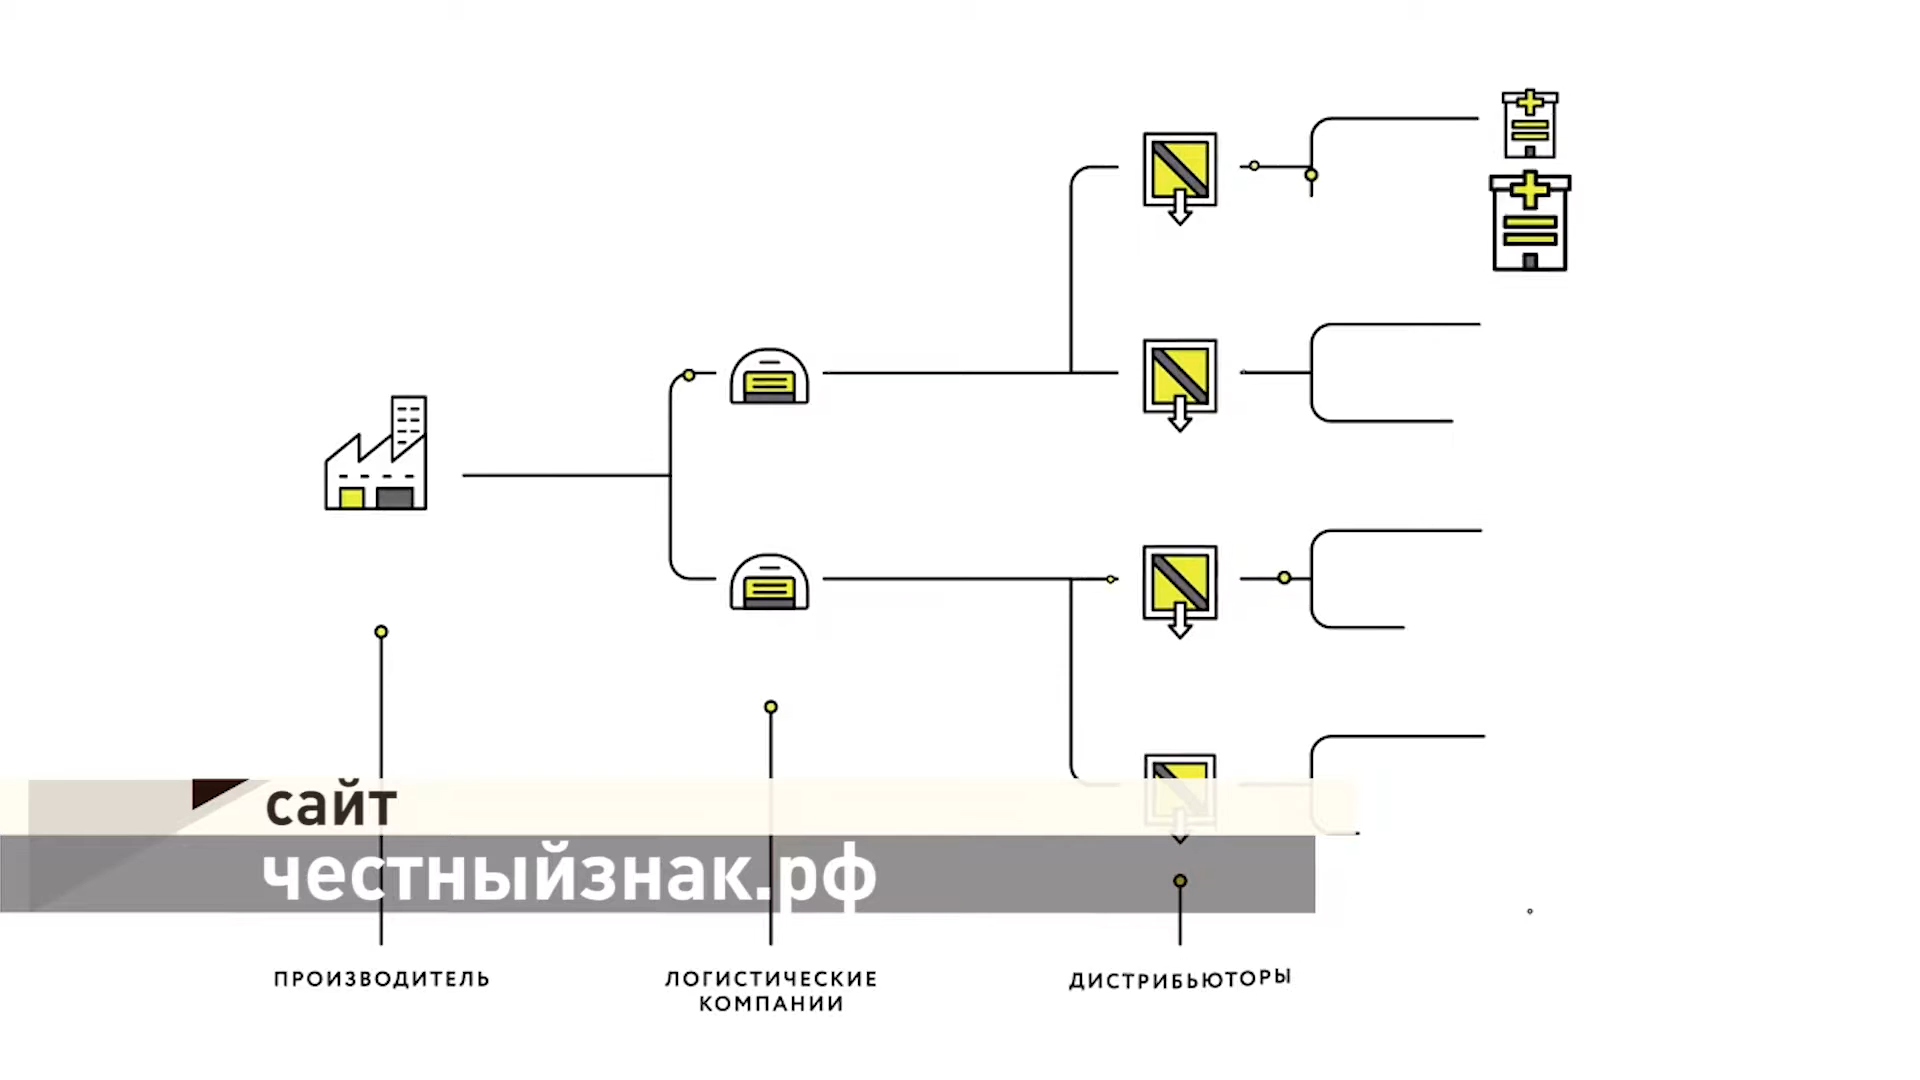 сайт
честныйзнак.рф
ПРОИЗВОДИТЕЛЬ
ЛОГИСТИЧЕСКИЕ
КОМПАНИИ
ДИСТРИБЬЮТОРЫ